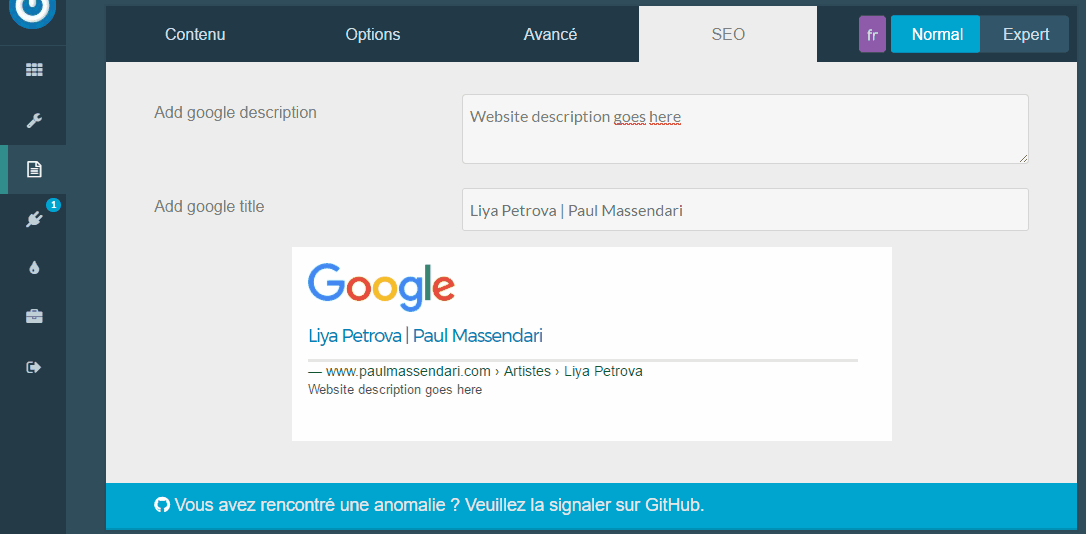 Contenu Options Avancé SEO fr Normal Expert
Add google description Website description goes here
1
Add google title Liya Petrova | Paul Massendari
Google
Liya Petrova | Paul Massendari
— www.paulmassendari.com › Artistes › Liya Petrova
Website description goes here
Vous avez rencontré une anomalie ? Veuillez la signaler sur GitHub.